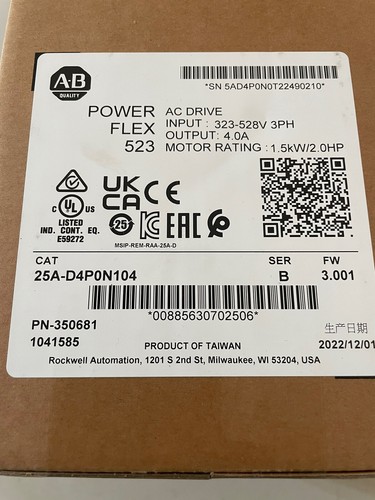 A-B
QUALITY
*SN 5AD4P0N0T22490210*
POWER
FLEX
523
AC DRIVE
INPUT : 323-528V 3PH
OUTPUT: 4.0A
MOTOR RATING : 1.5kW/2.0HP
C UL US
LISTED
IND. CONT. EQ.
E59272
UK
CA
CE
25
EAC
MSIP-REM-RAA-25A-D
CAT SER FW
25A-D4P0N104 B 3.001
*00885630702506*
PN-350681
1041585
生产日期
2022/12/01
PRODUCT OF TAIWAN
Rockwell Automation, 1201 S 2nd St, Milwaukee, WI 53204, USA